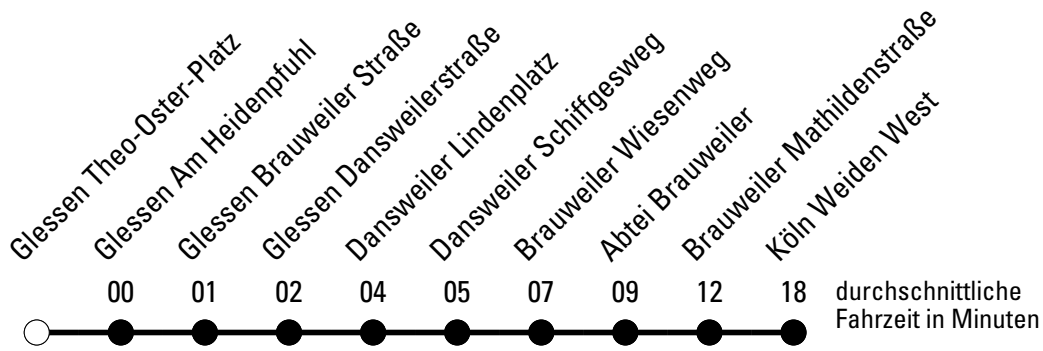 Glessen Theo-Oster-Platz
Glessen Am Heidenpfuhl
Glessen Brauweiler Straße
Glessen Dansweilerstraße
Dansweiler Lindenplatz
Dansweiler Schiffgesweg
Brauweiler Wiesenweg
Abtei Brauweiler
Brauweiler Mathildenstraße
Köln Weiden West
00 01 02 04 05 07 09 12 18
durchschnittliche
Fahrzeit in Minuten